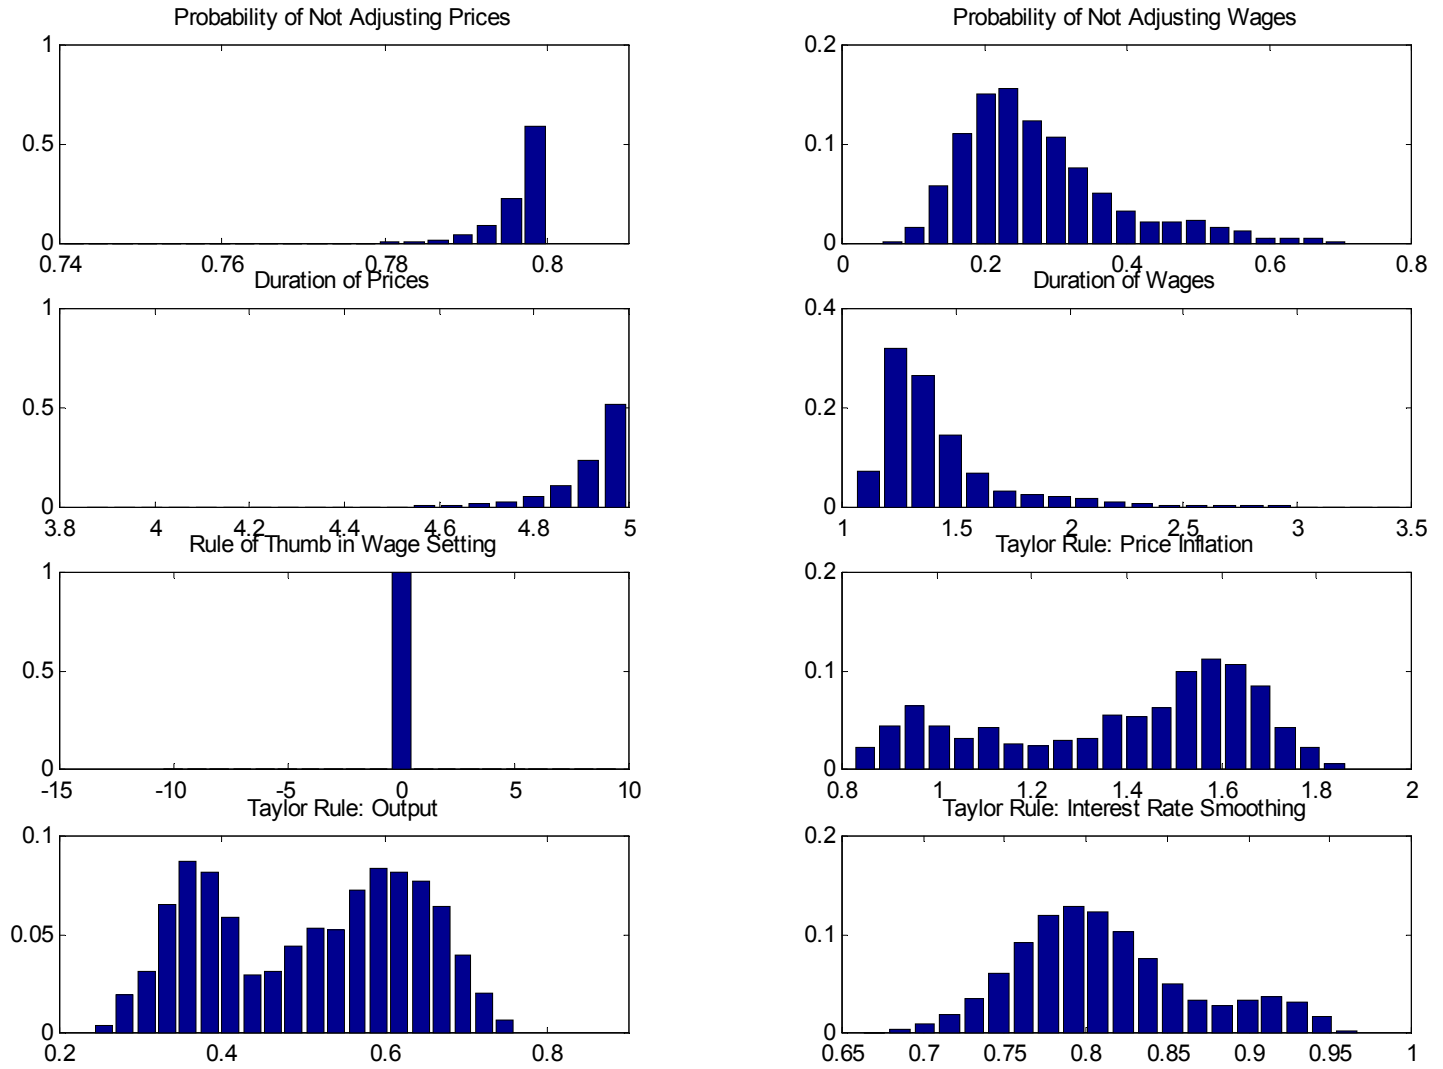 Probability of Not Adjusting Prices
1
0.5
0
0.74 0.76 0.78 0.8
Probability of Not Adjusting Wages
0.2
0.1
0
0 0.2 0.4 0.6 0.8
Duration of Prices
1
0.5
0
3.8 4 4.2 4.4 4.6 4.8 5
Duration of Wages
0.4
0.2
0
1 1.5 2 2.5 3 3.5
Rule of Thumb in Wage Setting
1
0.5
0
-15 -10 -5 0 5 10
Taylor Rule: Price Inflation
0.2
0.1
0
0.8 1 1.2 1.4 1.6 1.8 2
Taylor Rule: Output
0.1
0.05
0
0.2 0.4 0.6 0.8
Taylor Rule: Interest Rate Smoothing
0.2
0.1
0
0.65 0.7 0.75 0.8 0.85 0.9 0.95 1